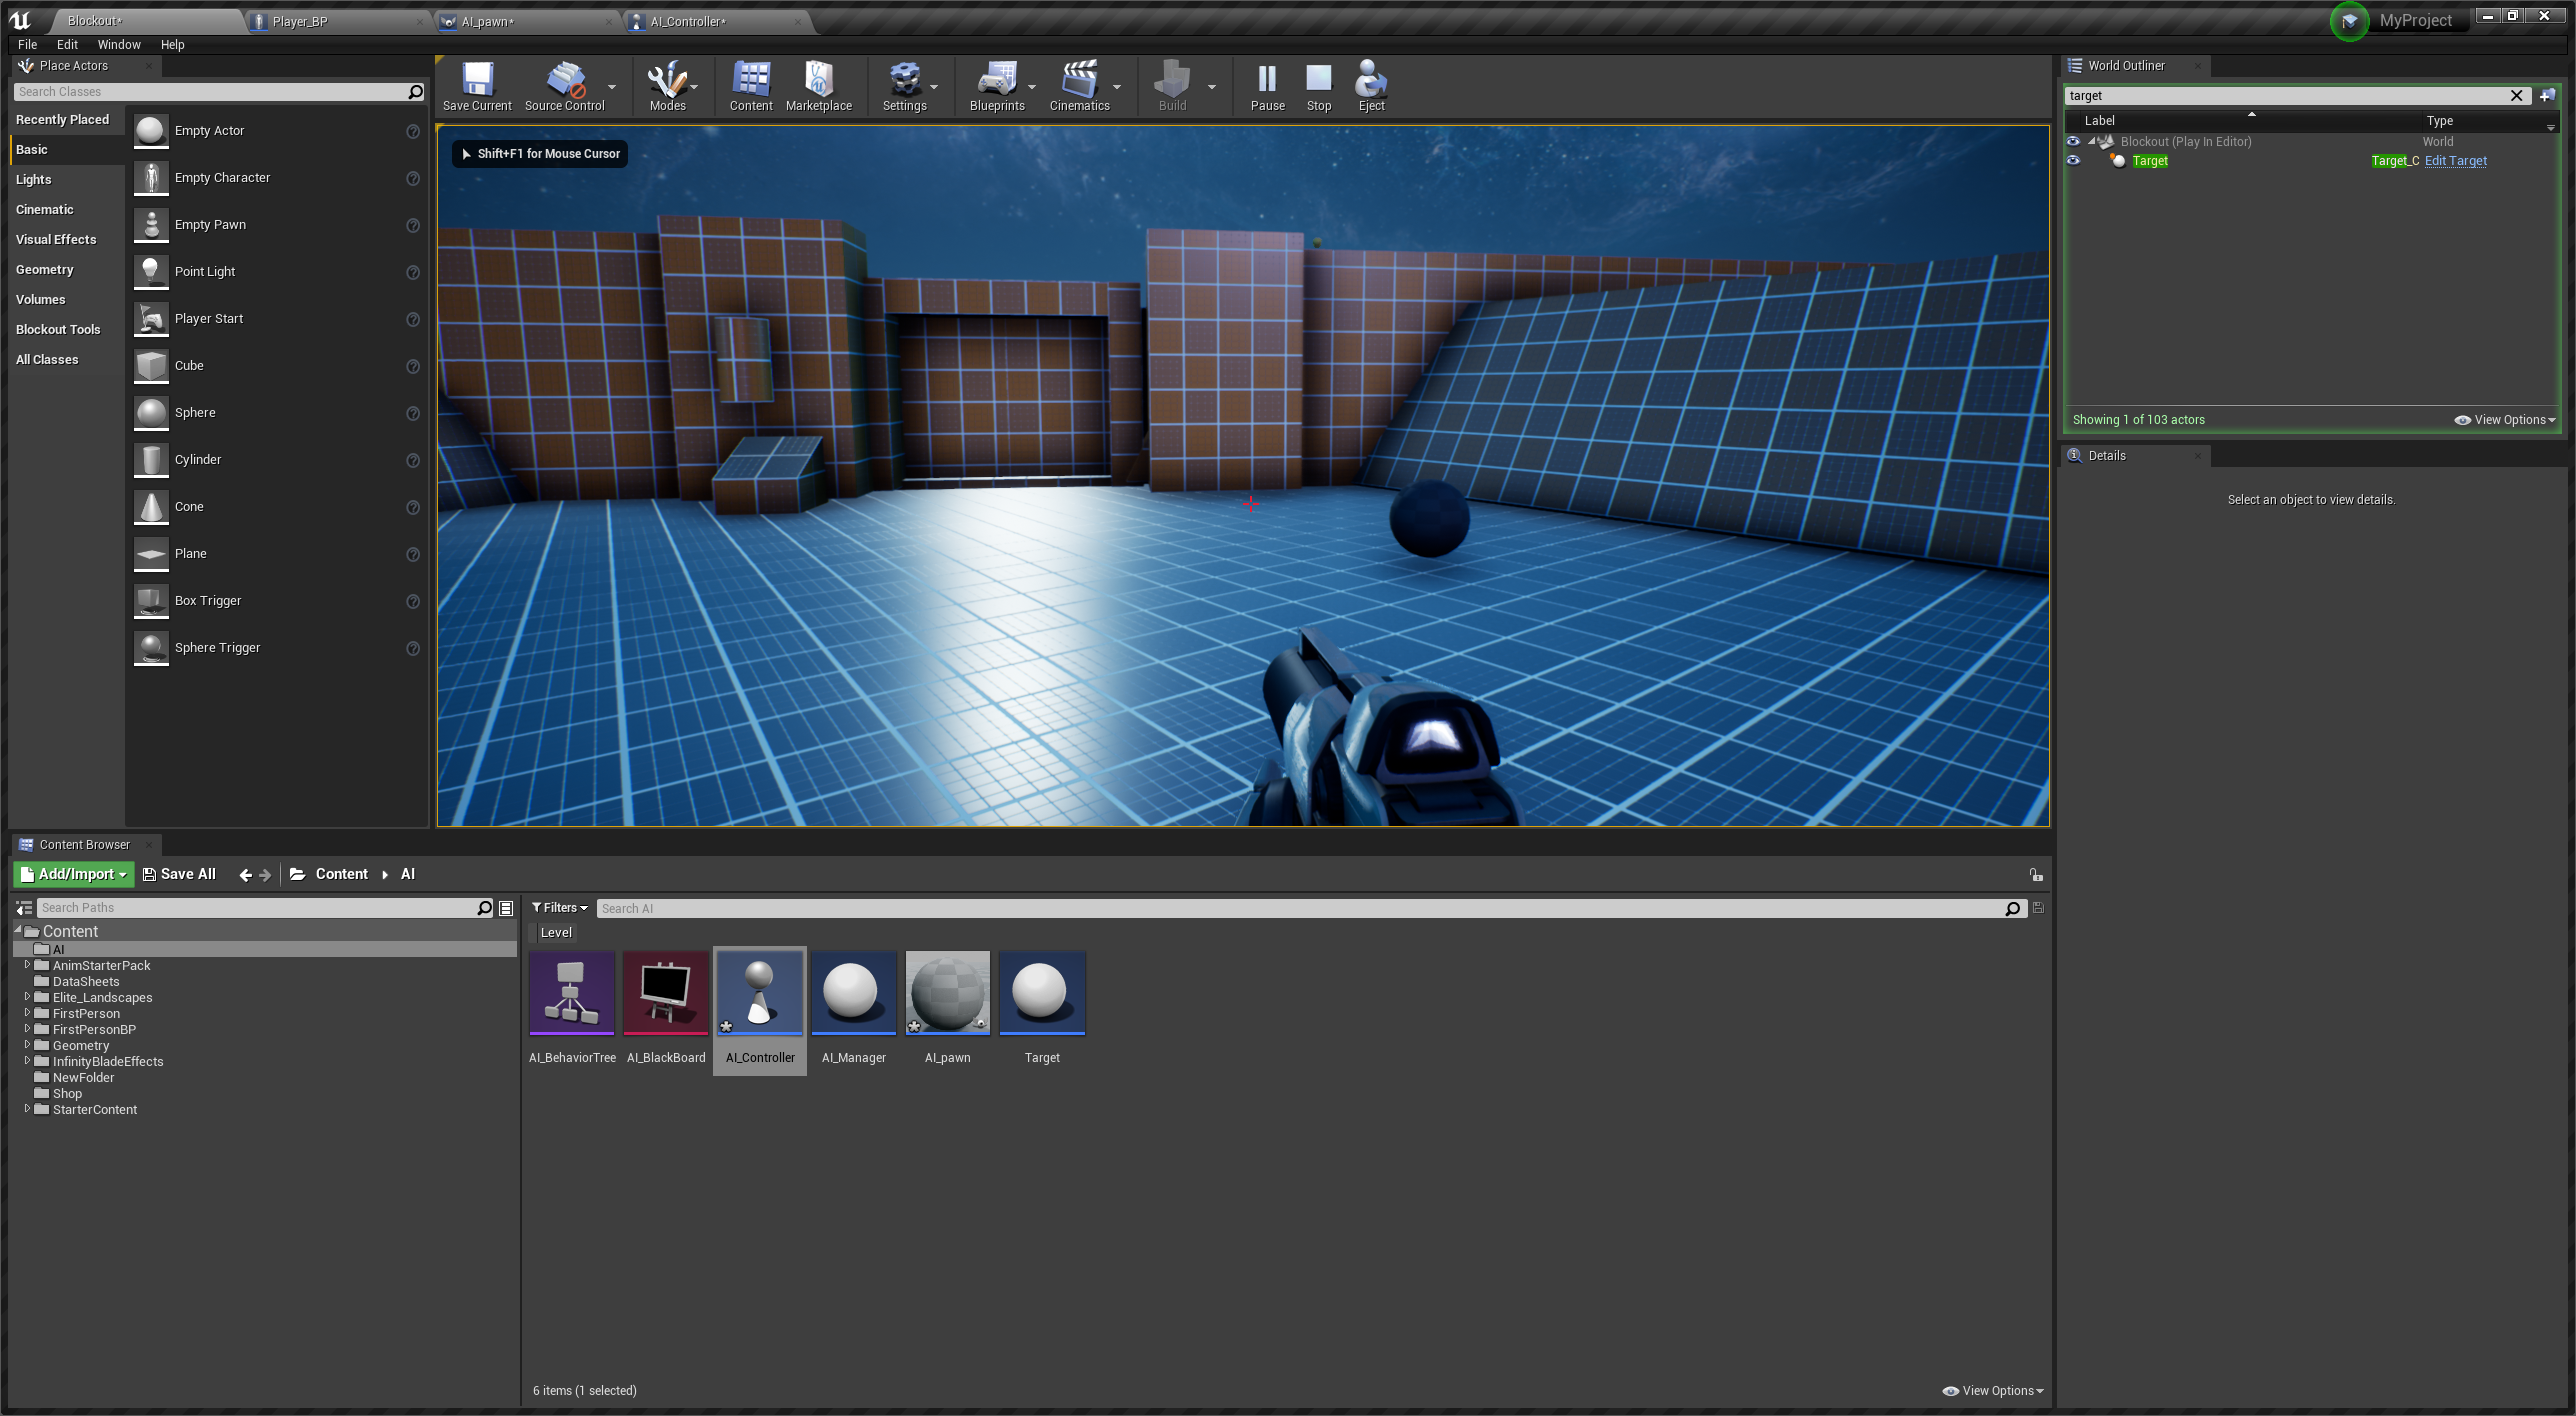 Blockout*
Player_BP
AI_pawn*
AI_Controller*
MyProject
File
Edit
Window
Help
Place Actors
Search Classes
Recently Placed
Basic
Lights
Cinematic
Visual Effects
Geometry
Volumes
Blockout Tools
All Classes
Empty Actor
Empty Character
Empty Pawn
Point Light
Player Start
Cube
Sphere
Cylinder
Cone
Plane
Box Trigger
Sphere Trigger
Save Current
Source Control
Modes
Content
Marketplace
Settings
Blueprints
Cinematics
Build
Pause
Stop
Eject
Shift+F1 for Mouse Cursor
World Outliner
target
Label
Type
Blockout (Play In Editor)
World
Target
Target_C
Edit Target
Showing 1 of 103 actors
View Options
Details
Select an object to view details.
Content Browser
Add/Import
Save All
Content
AI
Search Paths
Content
AI
AnimStarterPack
DataSheets
Elite_Landscapes
FirstPerson
FirstPersonBP
Geometry
InfinityBladeEffects
NewFolder
Shop
StarterContent
Filters
Search AI
Level
AI_BehaviorTree
AI_BlackBoard
AI_Controller
AI_Manager
AI_pawn
Target
6 items (1 selected)
View Options